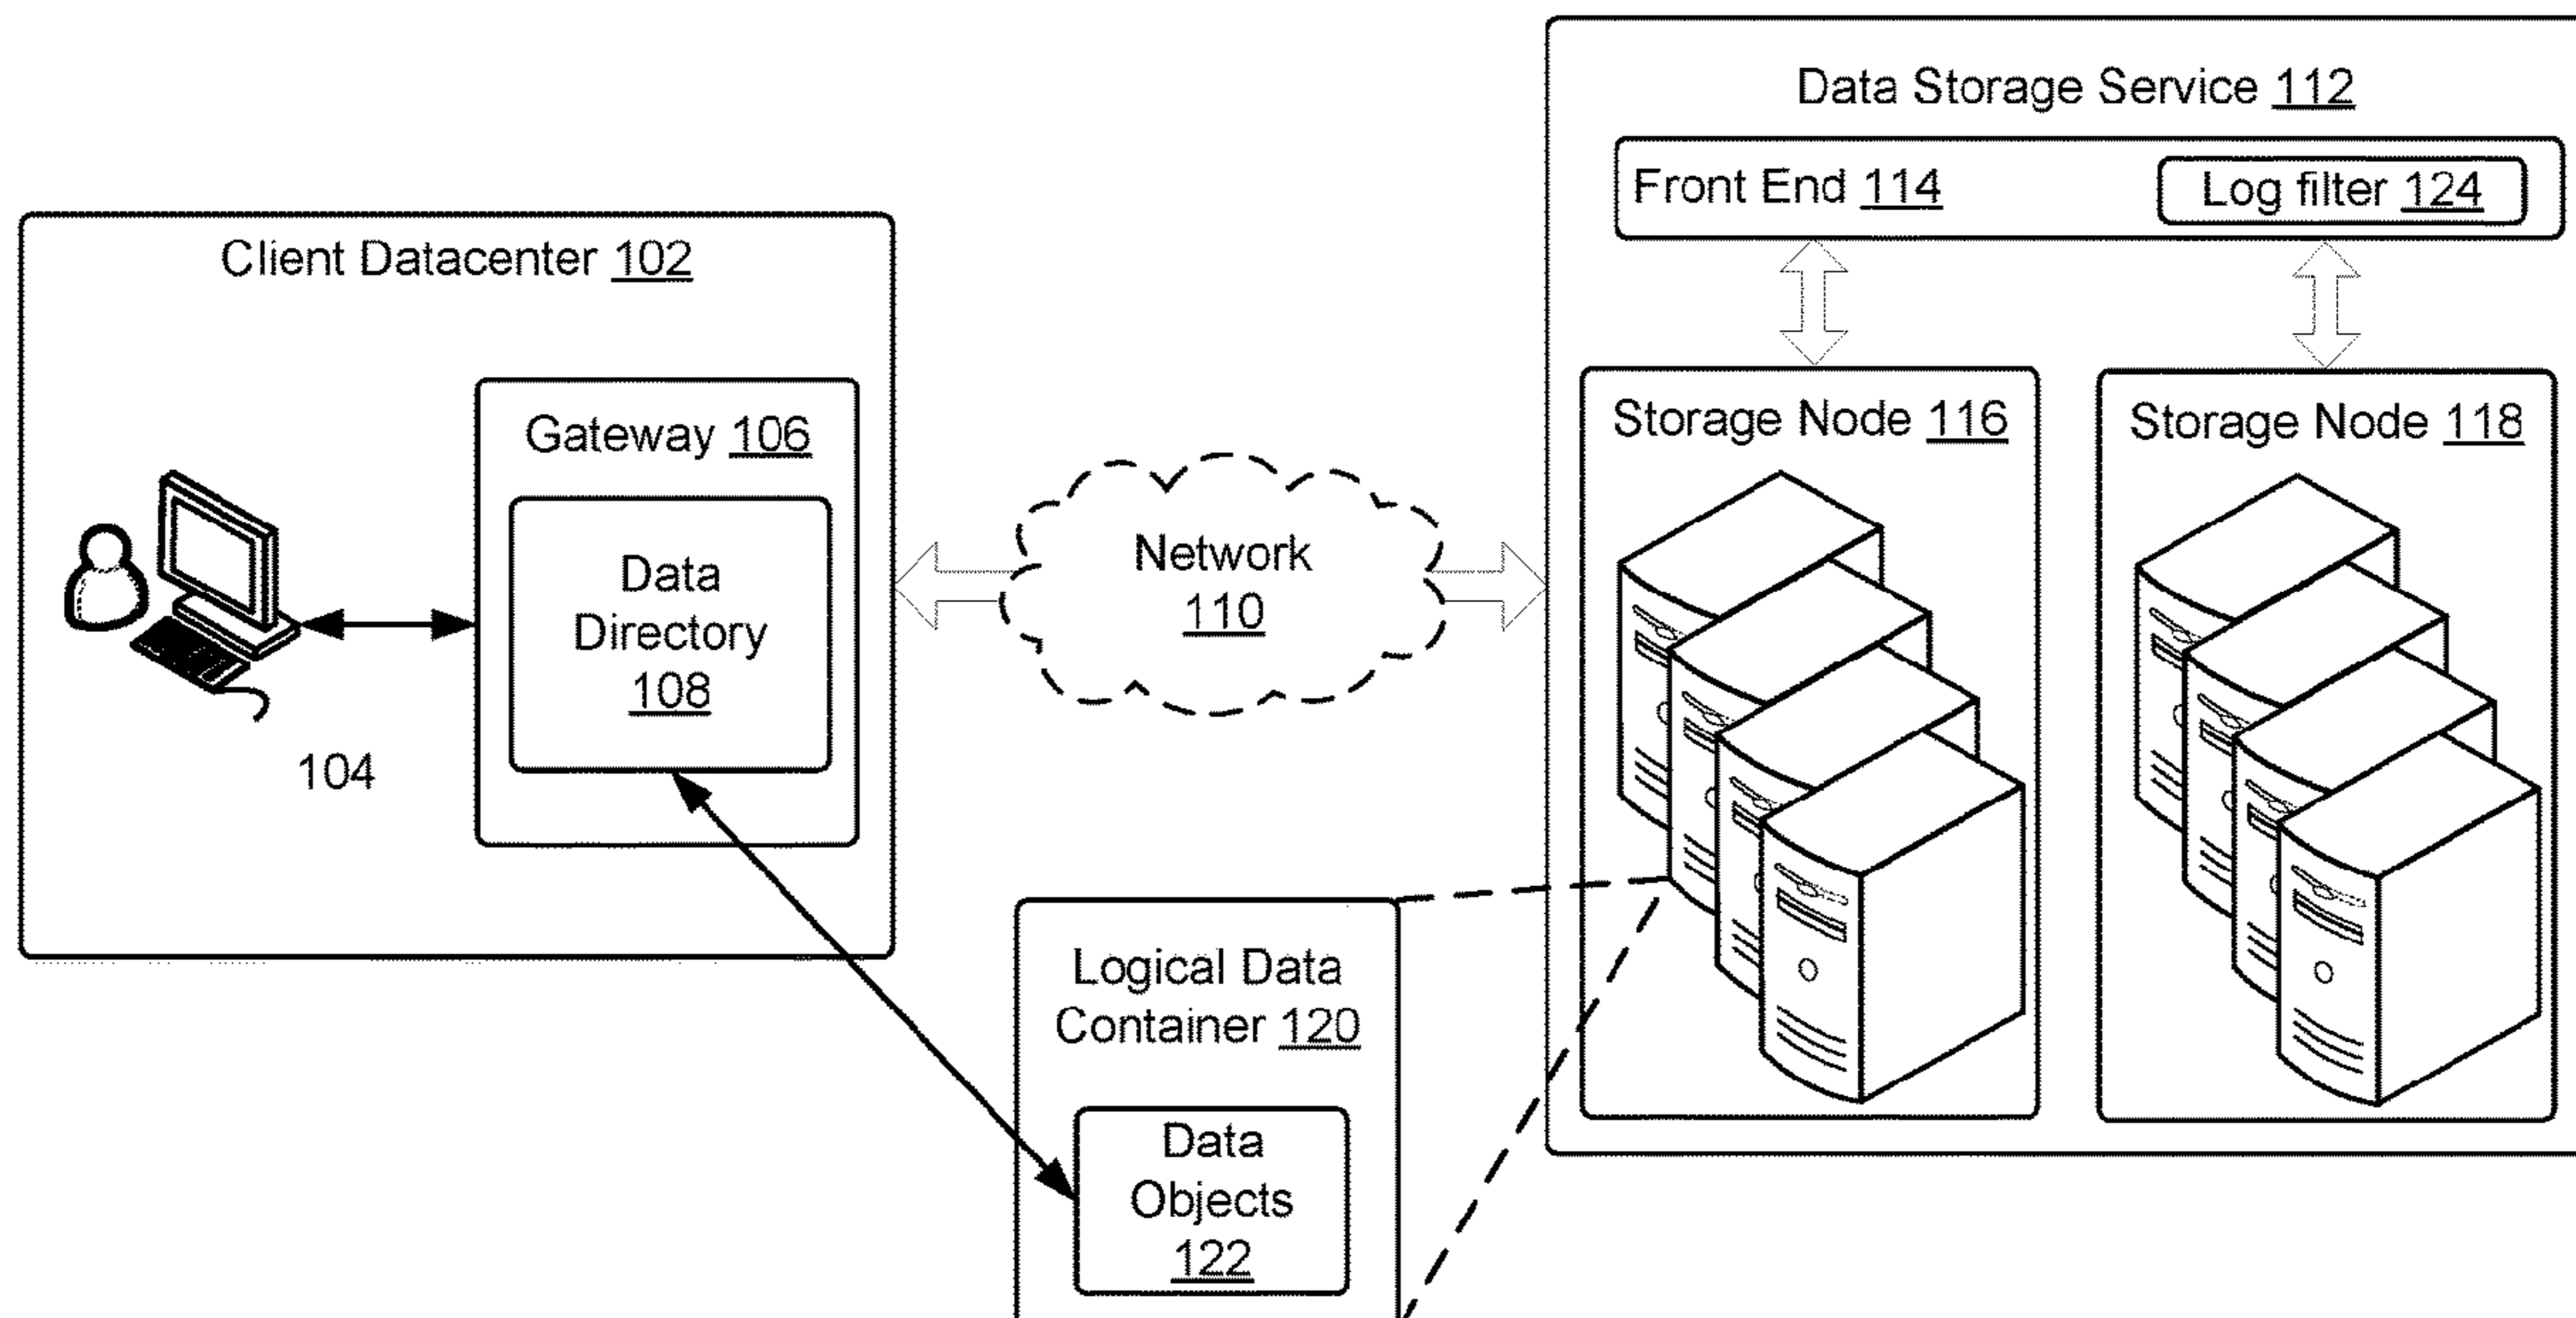 Data Storage Service 112
Front End 114
Log filter 124
Client Datacenter 102
Gateway 106
Data
Directory
108
104
Network
110
Storage Node 116
Storage Node 118
Logical Data
Container 120
Data
Objects
122